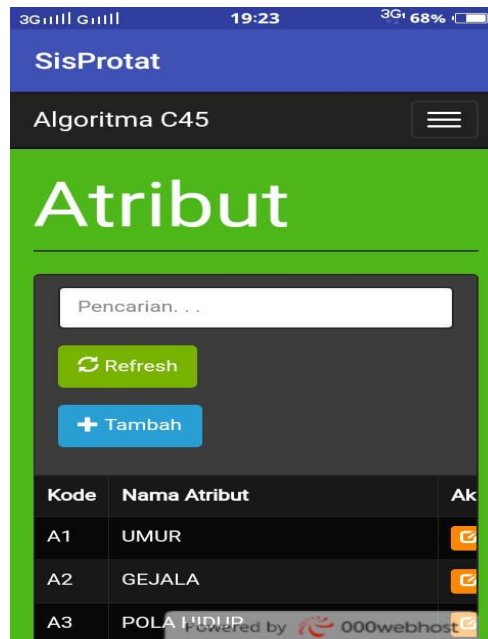 3G G 19:23 3G 68%
SisProtat
Algoritma C45
Atribut
Pencarian. . .
Refresh
Tambah
Kode Nama Atribut Ak
A1 UMUR
A2 GEJALA
A3 POLA HIDUP
Powered by 000webhost